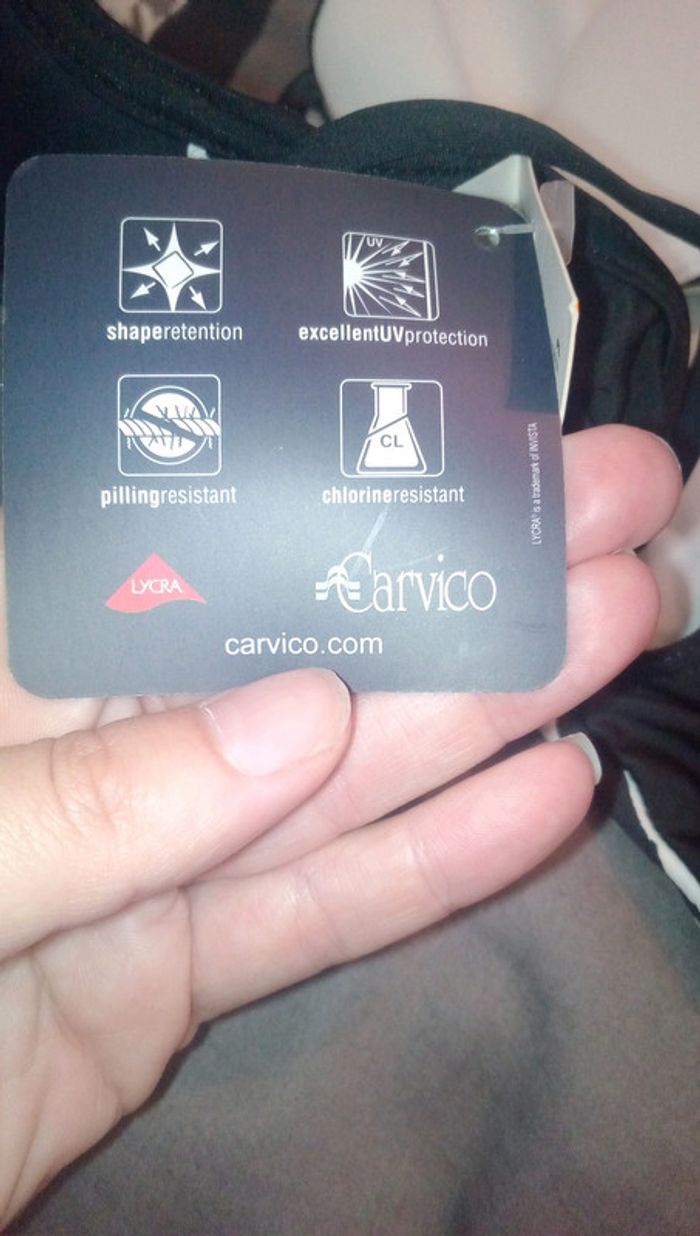 UV
shaperetention
excellentUVprotection
CL
pillingresistant
chlorineresistant
LYCRA
Carvico
carvico.com
LYCRA® is a trademark of INVISTA